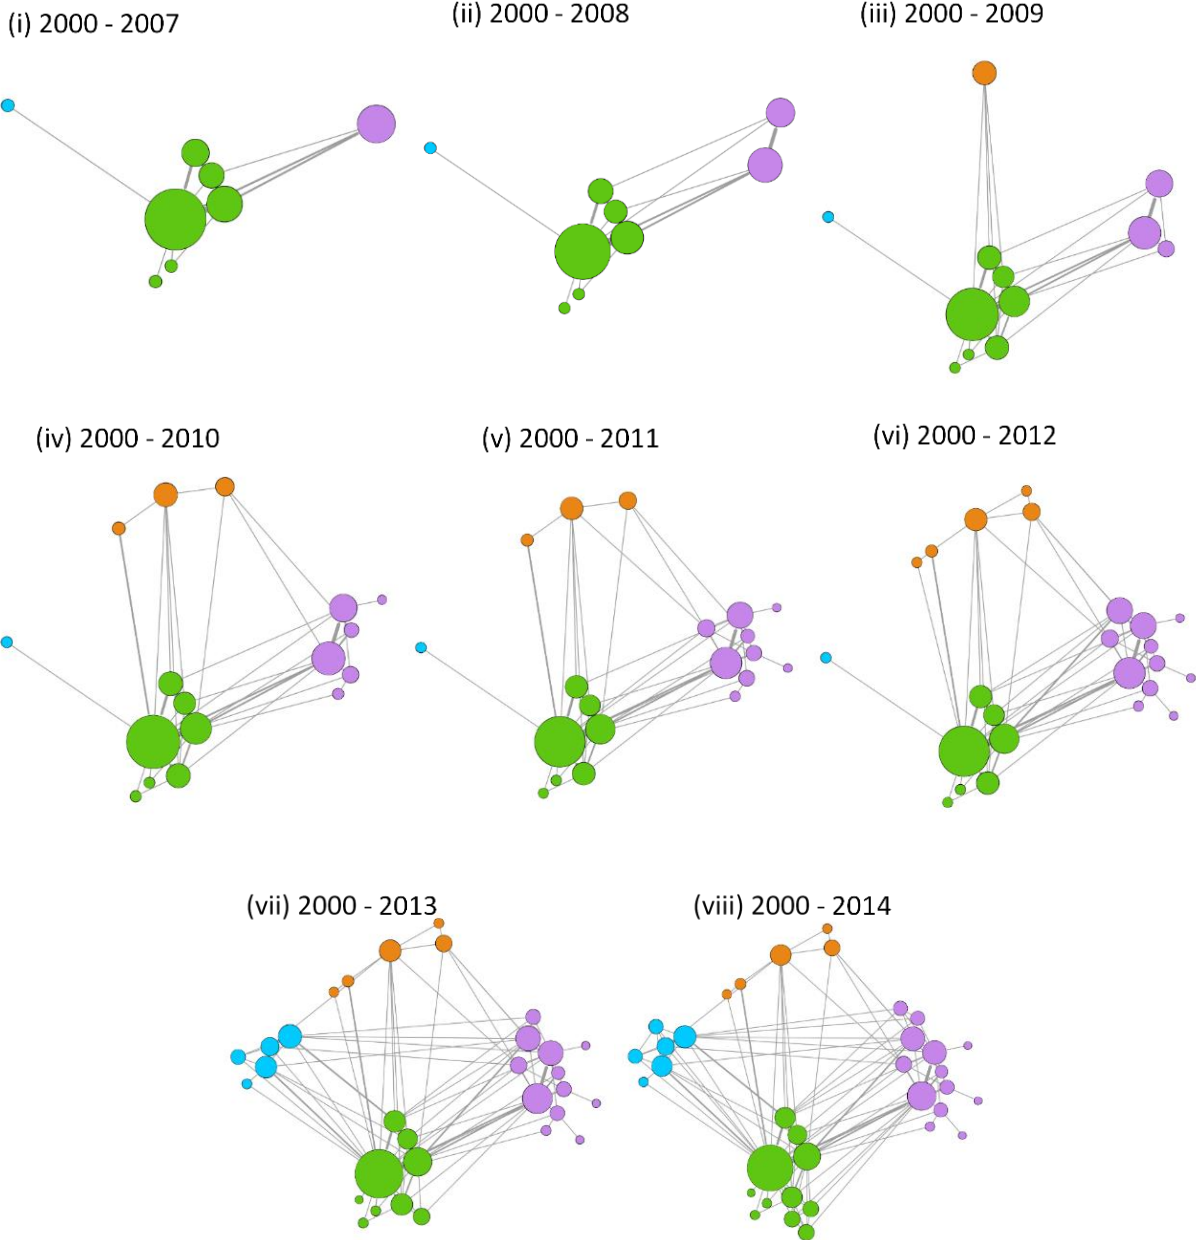 (i) 2000 - 2007
(ii) 2000 - 2008
(iii) 2000 - 2009
(iv) 2000 - 2010
(v) 2000 - 2011
(vi) 2000 - 2012
(vii) 2000 - 2013
(viii) 2000 - 2014